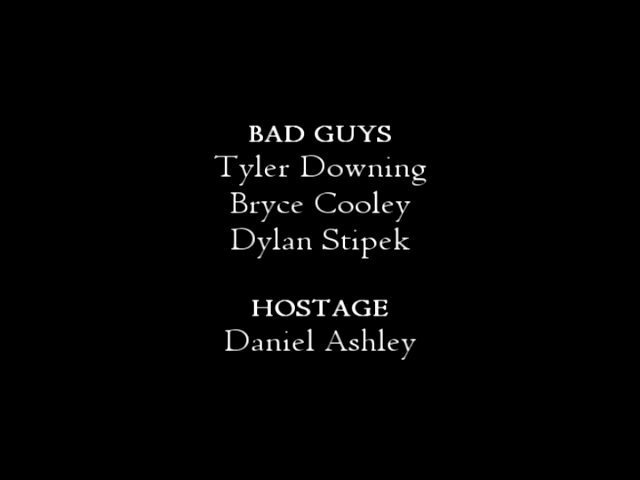 BAD GUYS
Tyler Downing
Bryce Cooley
Dylan Stipek
HOSTAGE
Daniel Ashley